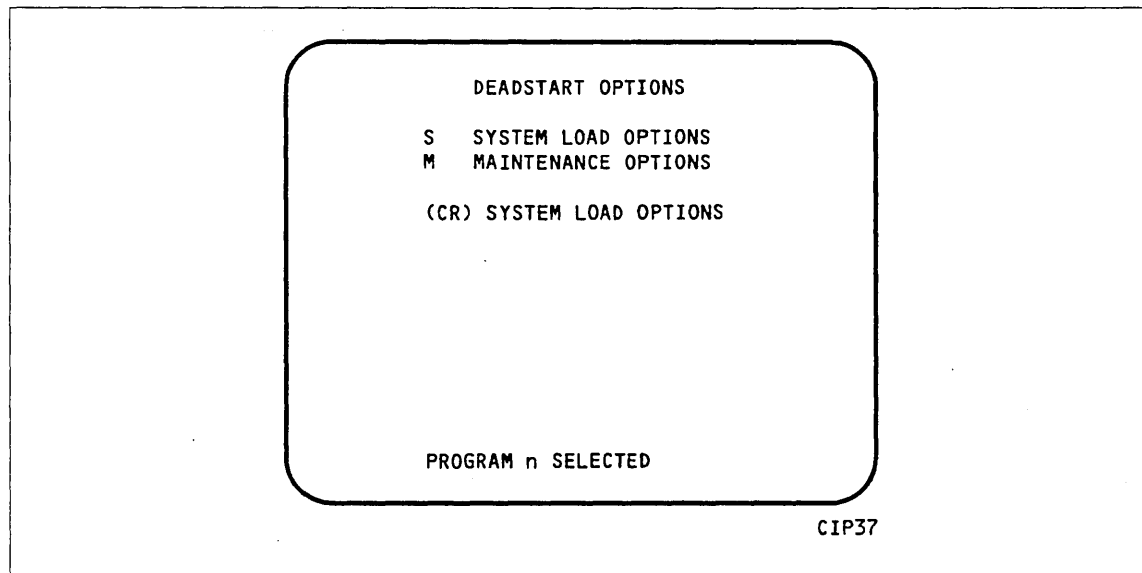 DEADSTART OPTIONS
S SYSTEM LOAD OPTIONS
M MAINTENANCE OPTIONS
(CR) SYSTEM LOAD OPTIONS
PROGRAM n SELECTED
CIP37